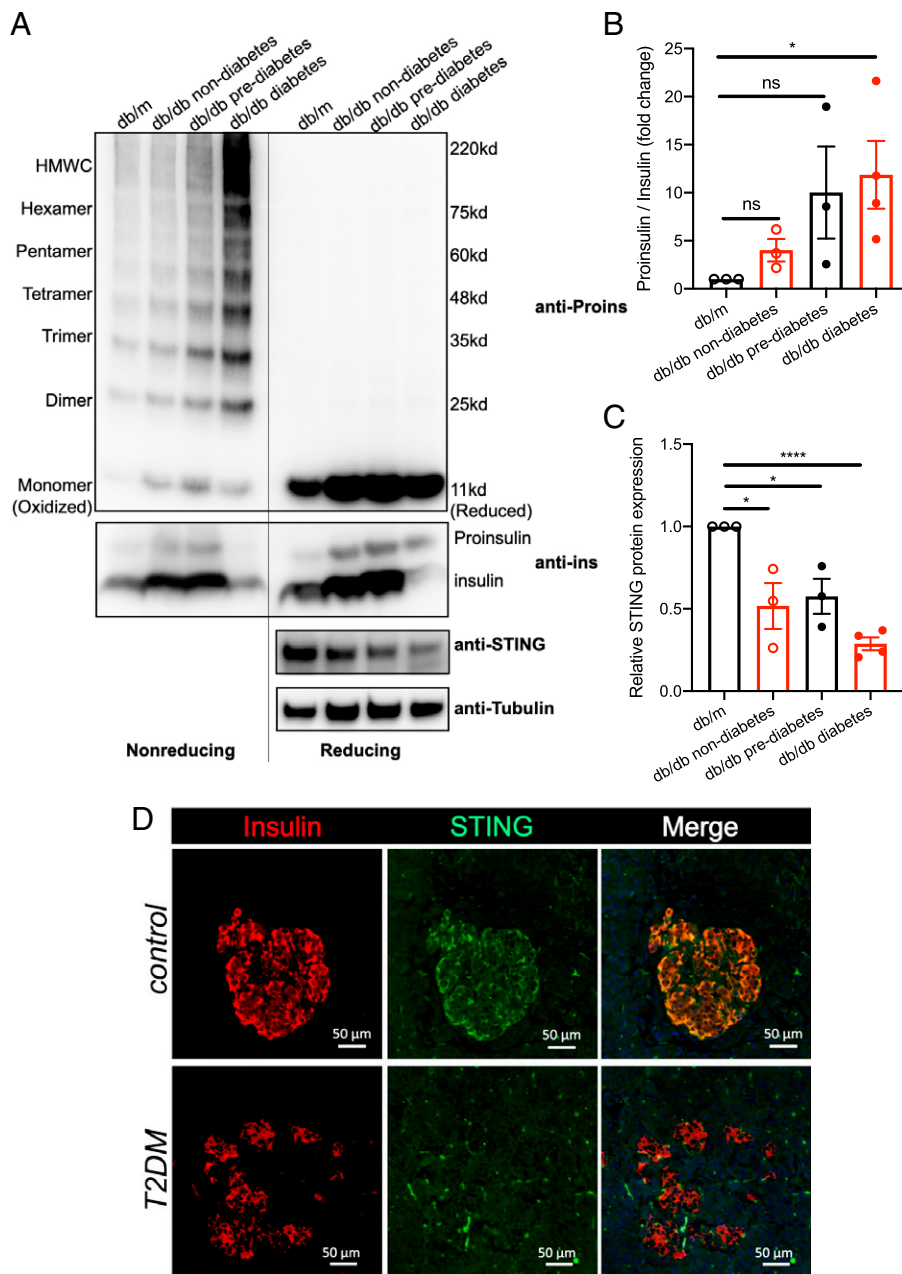 A
db/m
db/db non-diabetes
db/db pre-diabetes
db/db diabetes
db/m
db/db non-diabetes
db/db pre-diabetes
db/db diabetes
HMWC
Hexamer
Pentamer
Tetramer
Trimer
Dimer
Monomer
(Oxidized)
220kd
75kd
60kd
48kd
35kd
25kd
11kd
(Reduced)
anti-Proins
Proinsulin
insulin
anti-ins
anti-STING
anti-Tubulin
Nonreducing
Reducing
B
Proinsulin / Insulin (fold change)
25
20
15
10
5
0
*
ns
ns
db/m
db/db non-diabetes
db/db pre-diabetes
db/db diabetes
C
Relative STING protein expression
1.5
1.0
0.5
0.0
****
*
*
db/m
db/db non-diabetes
db/db pre-diabetes
db/db diabetes
D
Insulin
STING
Merge
control
50 µm
50 µm
50 µm
T2DM
50 µm
50 µm
50 µm